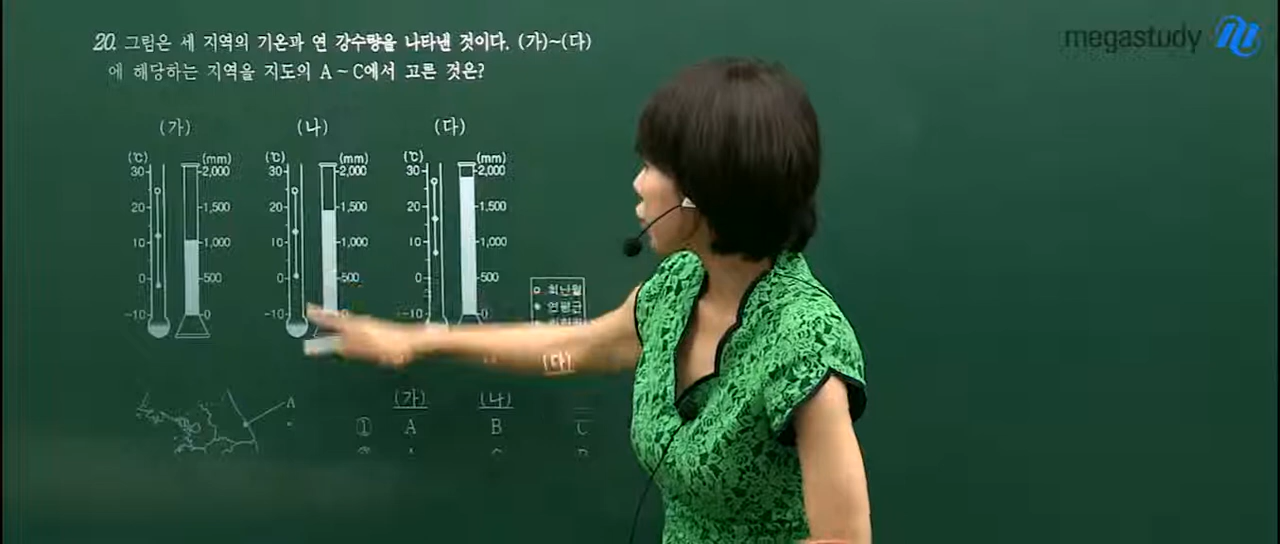 megastudy
20. 그림은 세 지역의 기온과 연 강수량을 나타낸 것이다. (가)~(다)
에 해당하는 지역을 지도의 A ~ C에서 고른 것은?
(가) (나) (다)
(℃) (mm) (℃) (mm) (℃) (mm)
30 2,000 30 2,000 30 2,000
20 1,500 20 1,500 20 1,500
10 1,000 10 1,000 10 1,000
0 500 0 500 0 500
-10 0 -10 0 -10 0
최난월
연평균
(다)
(가) (나)
A
① A B C